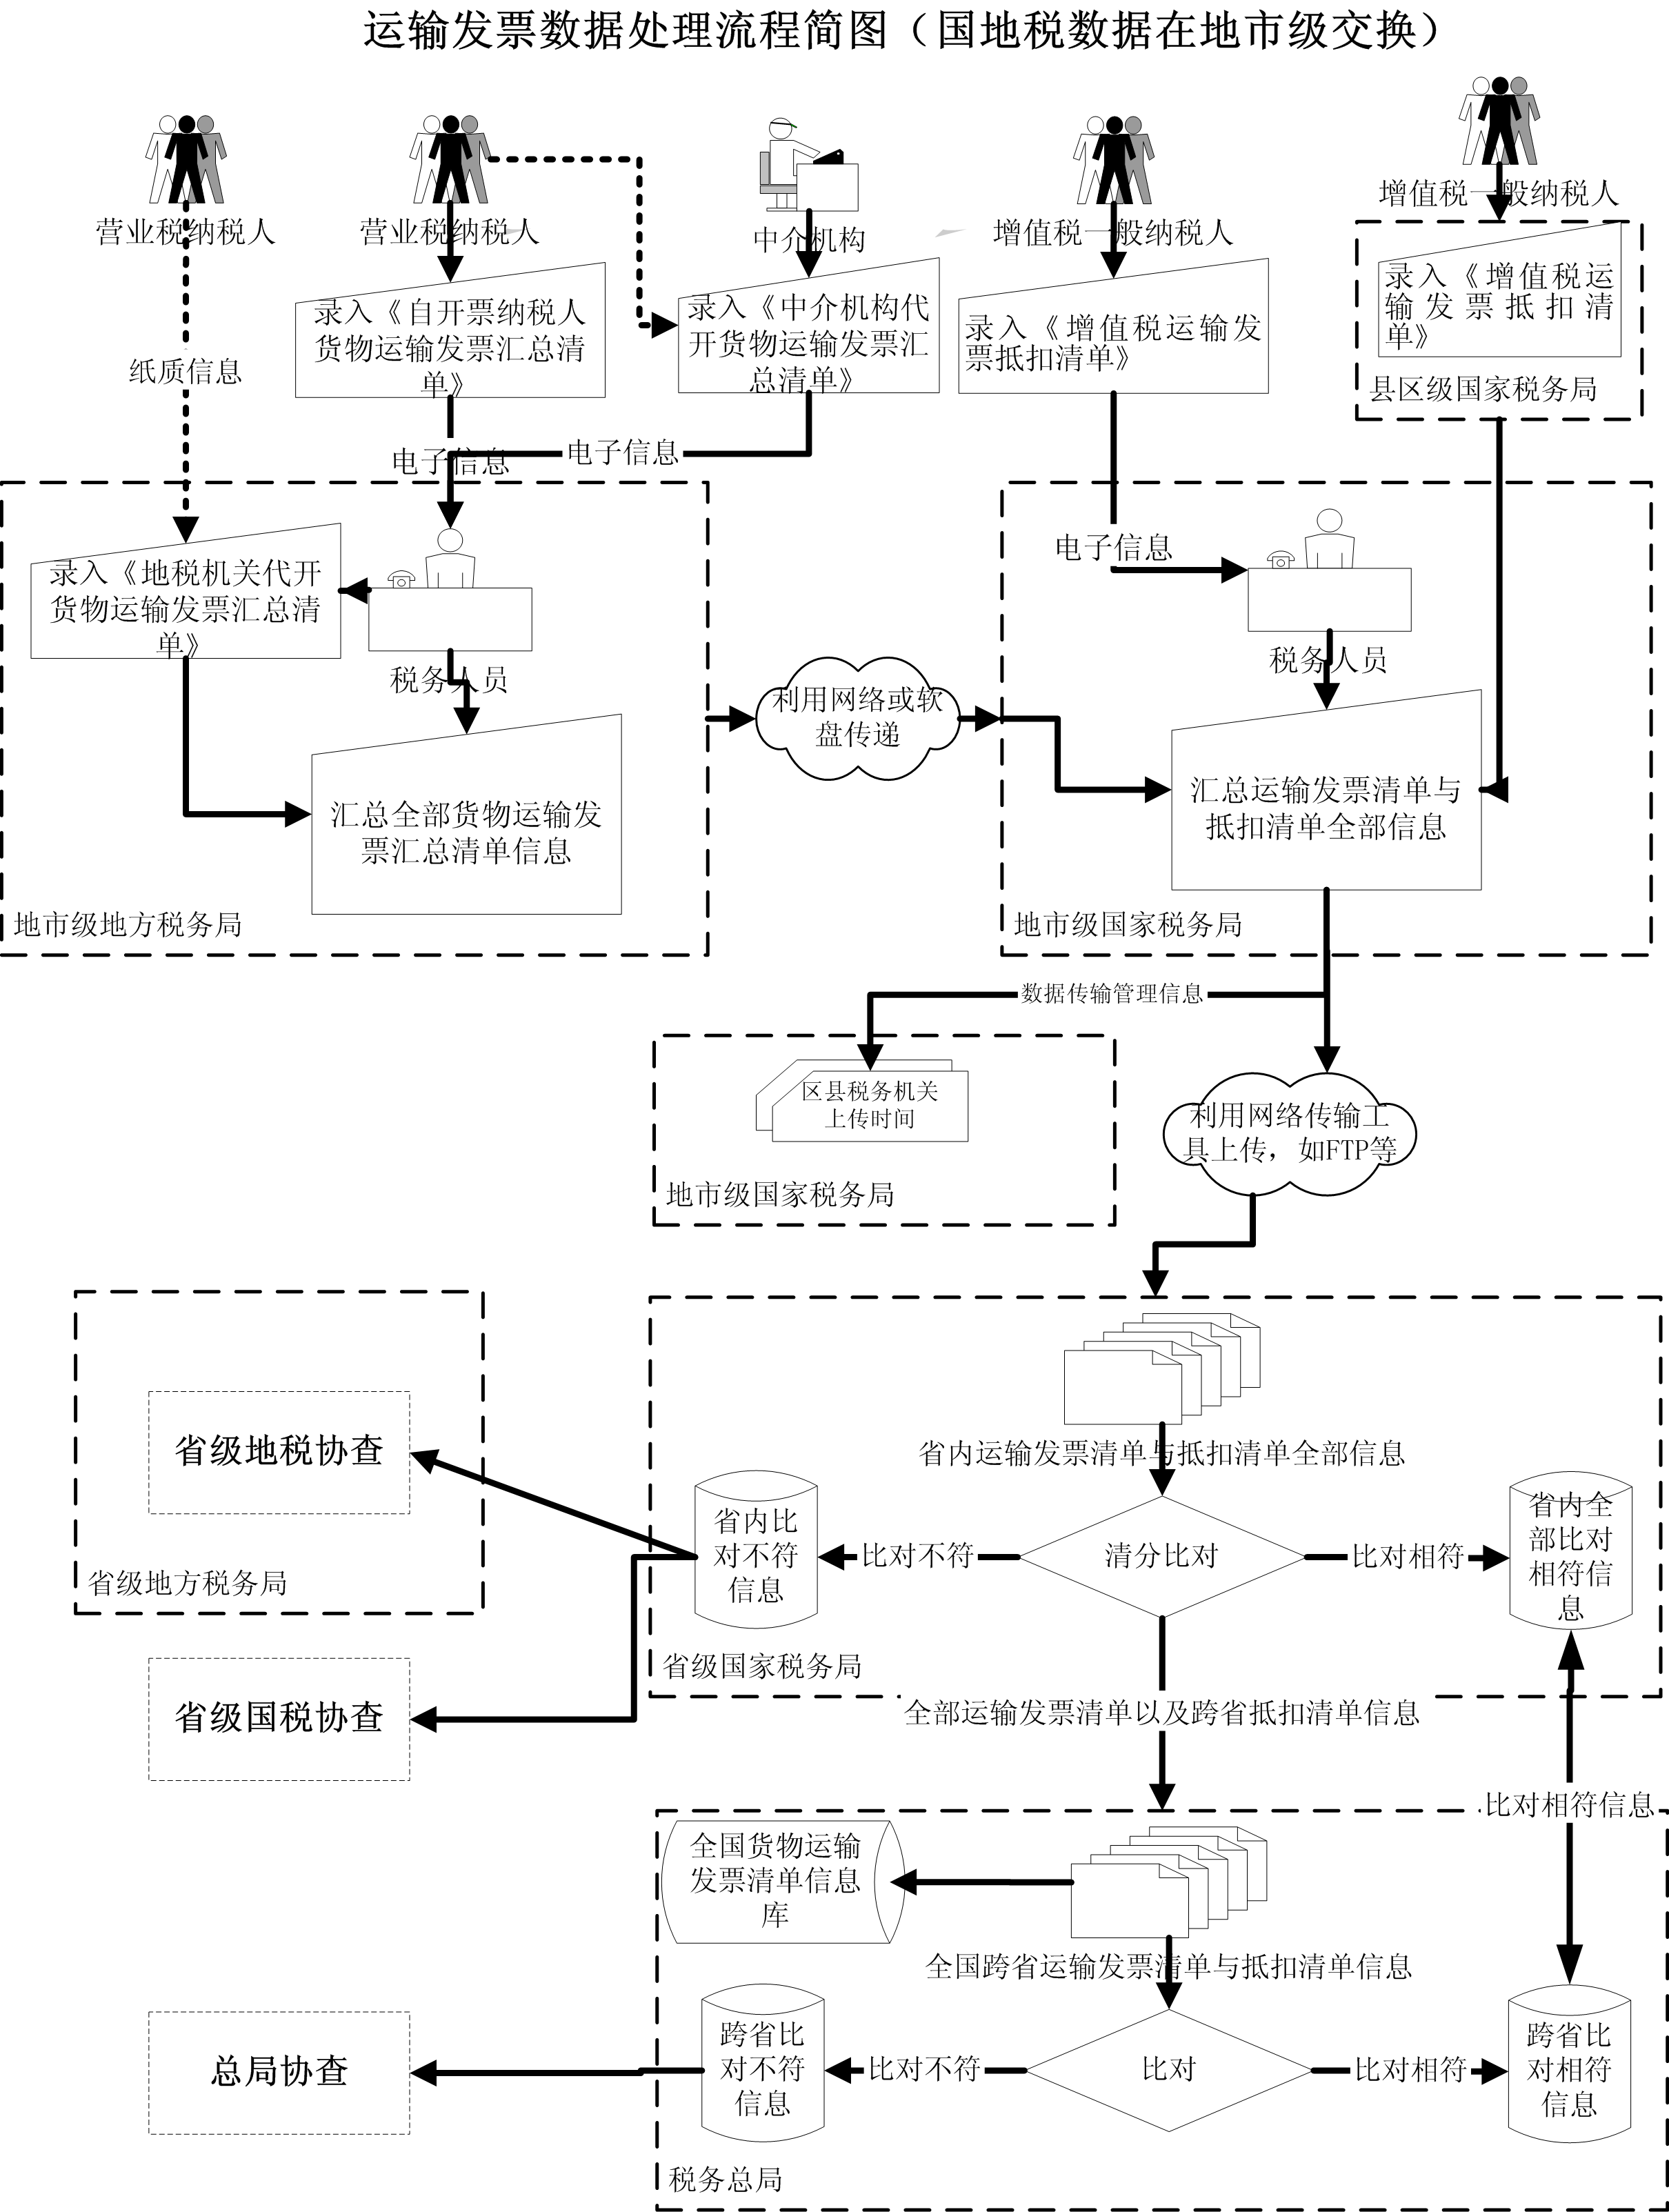 运输发票数据处理流程简图（国地税数据在地市级交换）
营业税纳税人
营业税纳税人
中介机构
增值税一般纳税人
增值税一般纳税人
录入《自开票纳税人
货物运输发票汇总清
单》
录入《中介机构代
开货物运输发票汇
总清单》
录入《增值税运输发
票抵扣清单》
录入《增值税运
输发票抵扣清
单》
县区级国家税务局
纸质信息
电子信息
电子信息
电子信息
录入《地税机关代开
货物运输发票汇总清
单》
税务人员
税务人员
利用网络或软
盘传递
汇总全部货物运输发
票汇总清单信息
汇总运输发票清单与
抵扣清单全部信息
地市级地方税务局
地市级国家税务局
数据传输管理信息
区县税务机关
上传时间
地市级国家税务局
利用网络传输工
具上传，如FTP等
省级地税协查
省级地方税务局
省内运输发票清单与抵扣清单全部信息
省内比
对不符
信息
比对不符
清分比对
比对相符
省内全
部比对
相符信
息
省级国家税务局
省级国税协查
全部运输发票清单以及跨省抵扣清单信息
比对相符信息
全国货物运输
发票清单信息
库
全国跨省运输发票清单与抵扣清单信息
总局协查
跨省比
对不符
信息
比对不符
比对
比对相符
跨省比
对相符
信息
税务总局